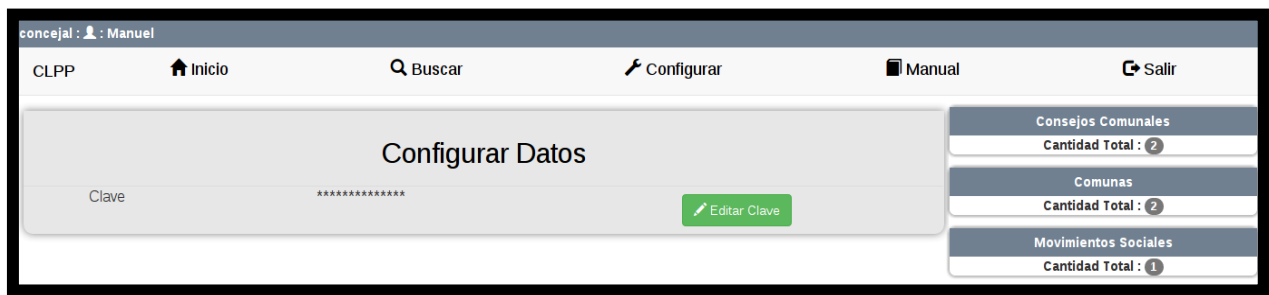 concejal : : Manuel
CLPP Inicio Buscar Configurar Manual Salir
Configurar Datos
Clave ************** Editar Clave
Consejos Comunales
Cantidad Total : 2
Comunas
Cantidad Total : 2
Movimientos Sociales
Cantidad Total : 1